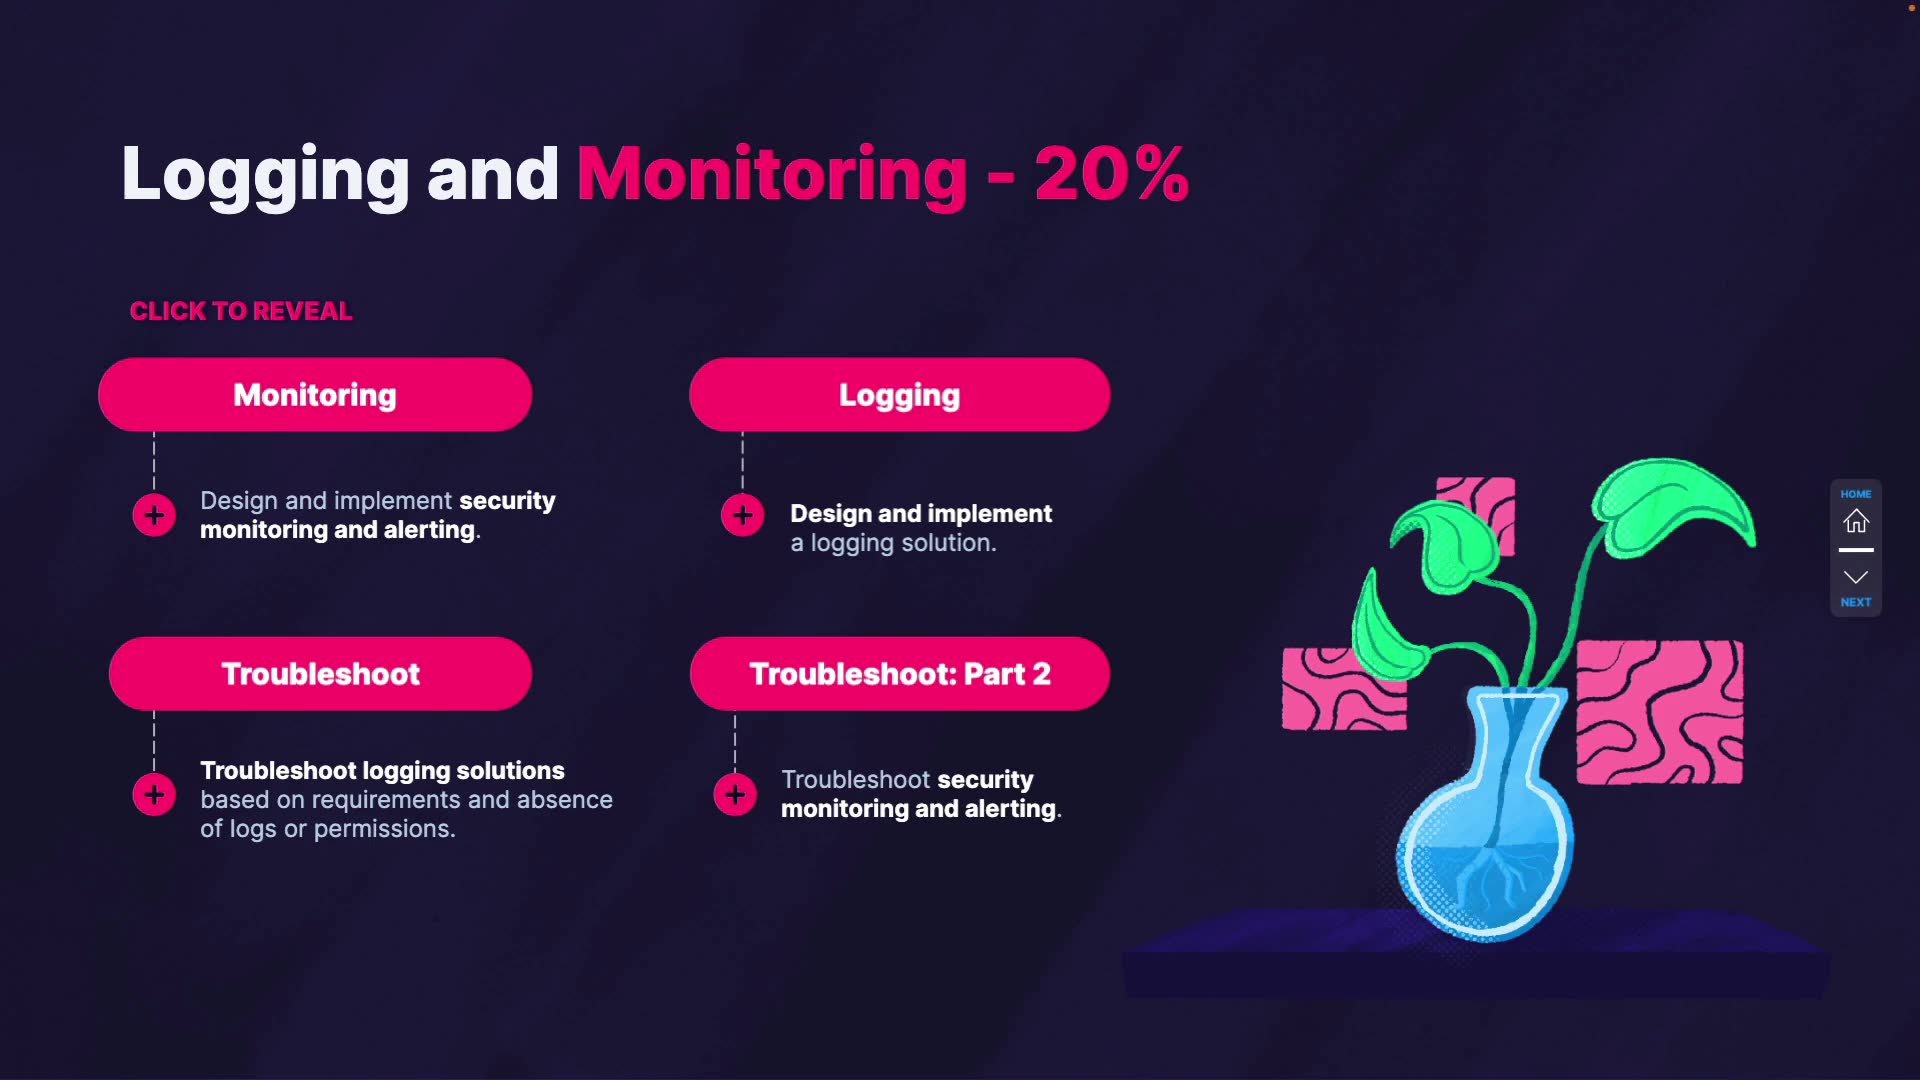 Logging and Monitoring - 20%
CLICK TO REVEAL
Monitoring
Design and implement security
monitoring and alerting.
Logging
Design and implement
a logging solution.
Troubleshoot
Troubleshoot logging solutions
based on requirements and absence
of logs or permissions.
Troubleshoot: Part 2
Troubleshoot security
monitoring and alerting.
HOME
NEXT